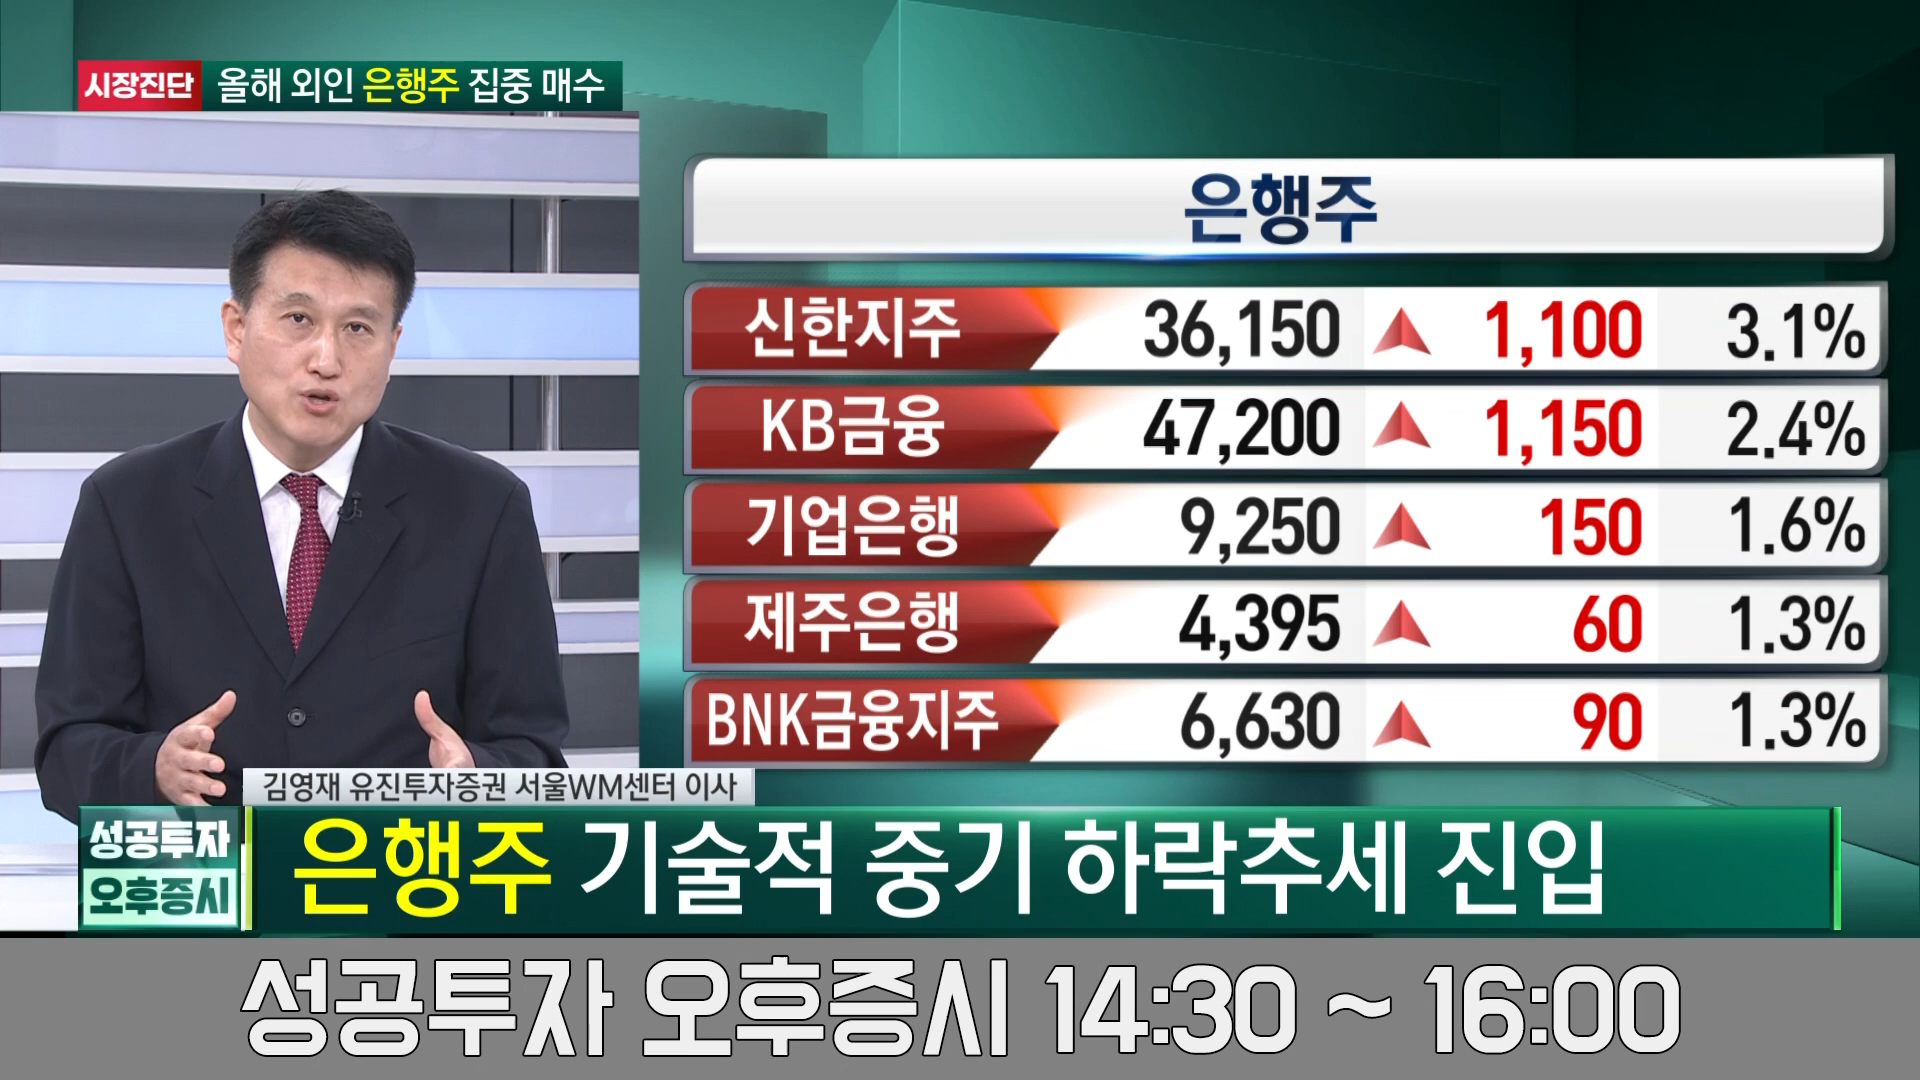 시장진단 올해 외인 은행주 집중 매수
은행주
신한지주 36,150 ▲ 1,100 3.1%
KB금융 47,200 ▲ 1,150 2.4%
기업은행 9,250 ▲ 150 1.6%
제주은행 4,395 ▲ 60 1.3%
BNK금융지주 6,630 ▲ 90 1.3%
김영재 유진투자증권 서울WM센터 이사
성공투자
오후증시
은행주 기술적 중기 하락추세 진입
성공투자 오후증시 14:30 ~ 16:00